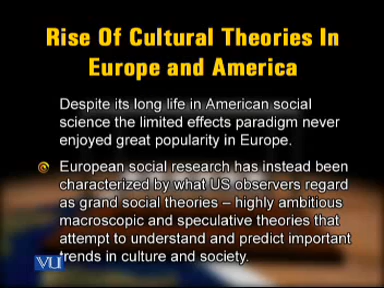 Rise Of Cultural Theories In
Europe and America
Despite its long life in American social
science the limited effects paradigm never
enjoyed great popularity in Europe.
European social research has instead been
characterized by what US observers regard
as grand social theories – highly ambitious
macroscopic and speculative theories that
attempt to understand and predict important
trends in culture and society.
VU